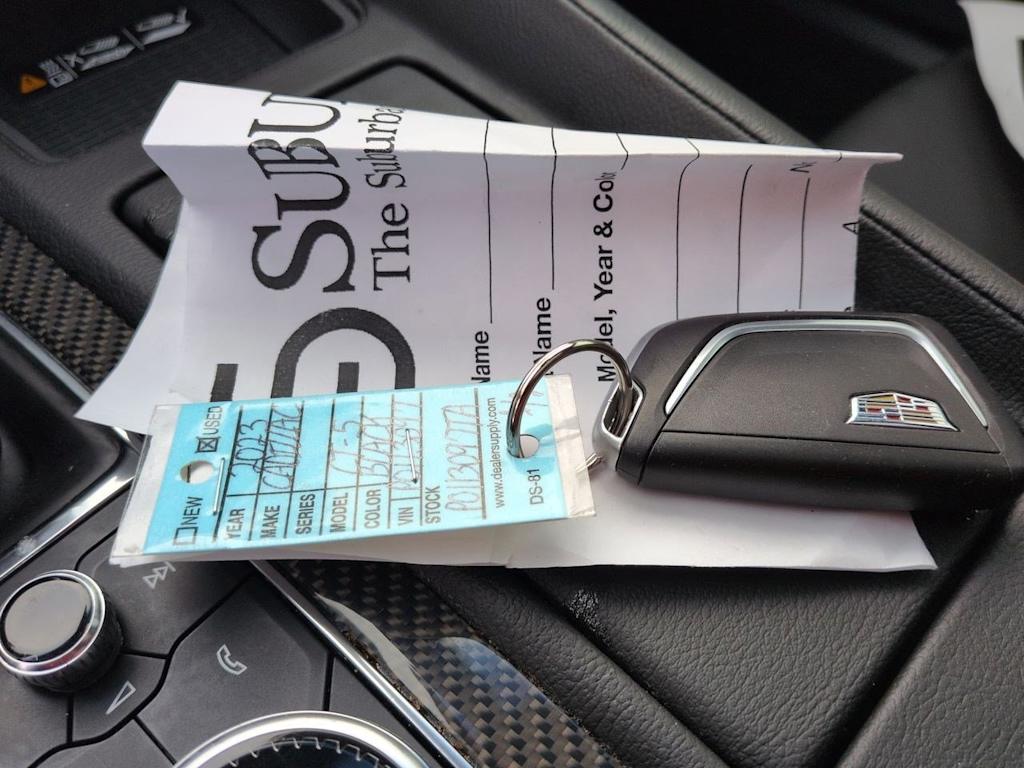 SUBU
The Suburba
Name
Name
Model, Year & Col
☐ NEW ☒ USED
YEAR 2023
MAKE CADILLAC
SERIES
MODEL CT-5
COLOR BLACK
VIN
STOCK
www.dealersupply.com
DS-81